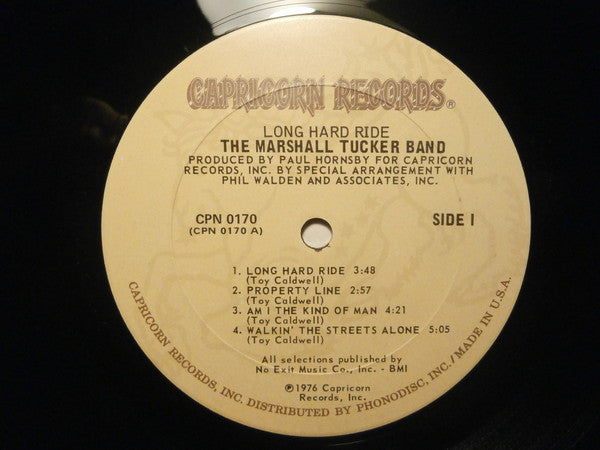 CAPRICORN RECORDS®
LONG HARD RIDE
THE MARSHALL TUCKER BAND
PRODUCED BY PAUL HORNSBY FOR CAPRICORN
RECORDS, INC. BY SPECIAL ARRANGEMENT WITH
PHIL WALDEN AND ASSOCIATES, INC.
CPN 0170
(CPN 0170 A)
SIDE I
1. LONG HARD RIDE 3:48
(Toy Caldwell)
2. PROPERTY LINE 2:57
(Toy Caldwell)
3. AM I THE KIND OF MAN 4:21
(Toy Caldwell)
4. WALKIN' THE STREETS ALONE 5:05
(Toy Caldwell)
All selections published by
No Exit Music Co., Inc. - BMI
℗1976 Capricorn
Records, Inc.
CAPRICORN RECORDS, INC. DISTRIBUTED BY PHONODISC, INC./MADE IN U.S.A.